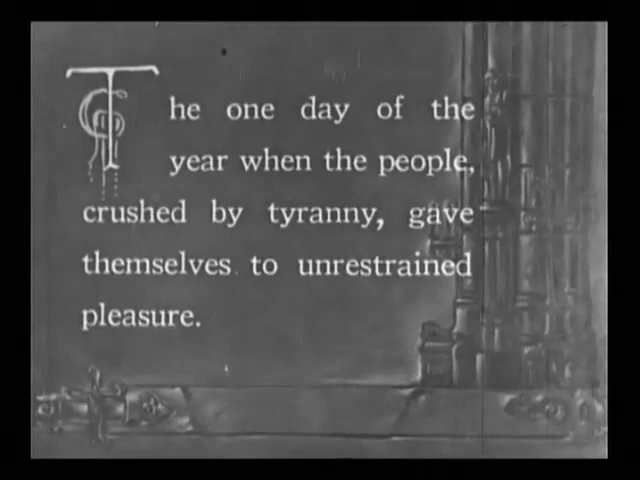 The one day of the
year when the people,
crushed by tyranny, gave
themselves to unrestrained
pleasure.